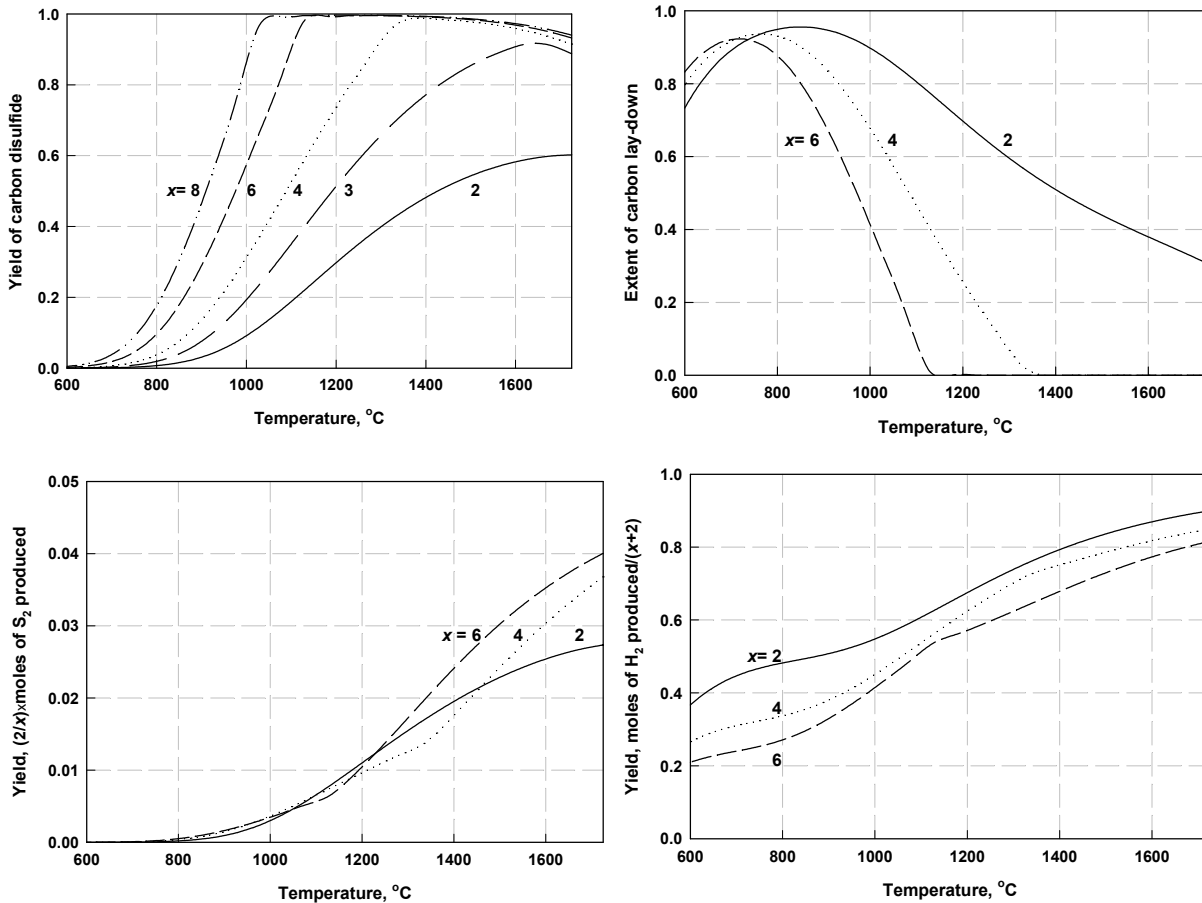 Yield of carbon disulfide
1.0
0.8
0.6
0.4
0.2
0.0
x= 8
6
4
3
2
600 800 1000 1200 1400 1600
Temperature, °C
Extent of carbon lay-down
1.0
0.8
0.6
0.4
0.2
0.0
x= 6
4
2
600 800 1000 1200 1400 1600
Temperature, °C
Yield, (2/x)xmoles of S2 produced
0.05
0.04
0.03
0.02
0.01
0.00
x = 6
4
2
600 800 1000 1200 1400 1600
Temperature, °C
Yield, moles of H2 produced/(x+2)
1.0
0.8
0.6
0.4
0.2
0.0
x= 2
4
6
600 800 1000 1200 1400 1600
Temperature, °C